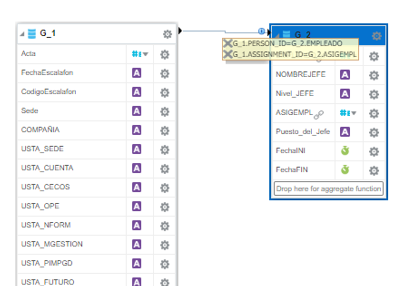 G_1
Acta
FechaEscalafon
CodigoEscalafon
Sede
COMPAÑIA
USTA_SEDE
USTA_CUENTA
USTA_CECOS
USTA_OPE
USTA_NFORM
USTA_MGESTION
USTA_PIMPGD
USTA_FUTURO
G_2
G_1.PERSON_ID=G_2.EMPLEADO
G_1.ASSIGNMENT_ID=G_2.ASIGEMPL
NOMBREJEFE
Nivel_JEFE
ASIGEMPL
Puesto_del_Jefe
FechaINI
FechaFIN
Drop here for aggregate function